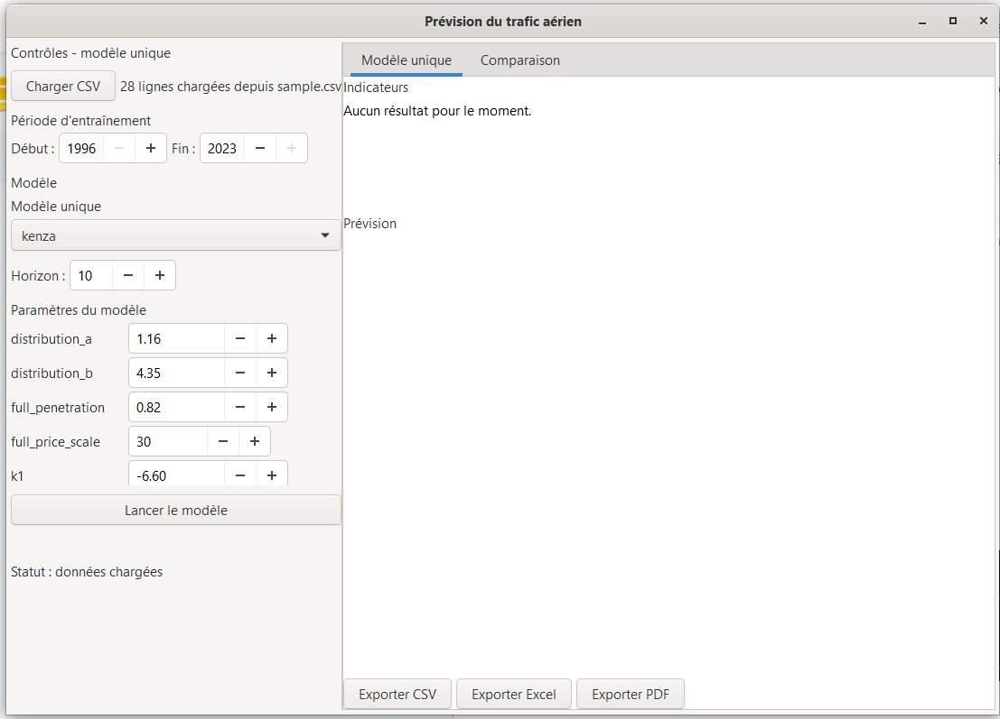 Prévision du trafic aérien
Contrôles - modèle unique
Charger CSV 28 lignes chargées depuis sample.csv
Période d'entraînement
Début : 1996 − + Fin : 2023 − +
Modèle
Modèle unique
kenza
Horizon : 10 − +
Paramètres du modèle
distribution_a 1.16 − +
distribution_b 4.35 − +
full_penetration 0.82 − +
full_price_scale 30 − +
k1 -6.60 − +
Lancer le modèle
Statut : données chargées
Modèle unique Comparaison
Indicateurs
Aucun résultat pour le moment.
Prévision
Exporter CSV Exporter Excel Exporter PDF